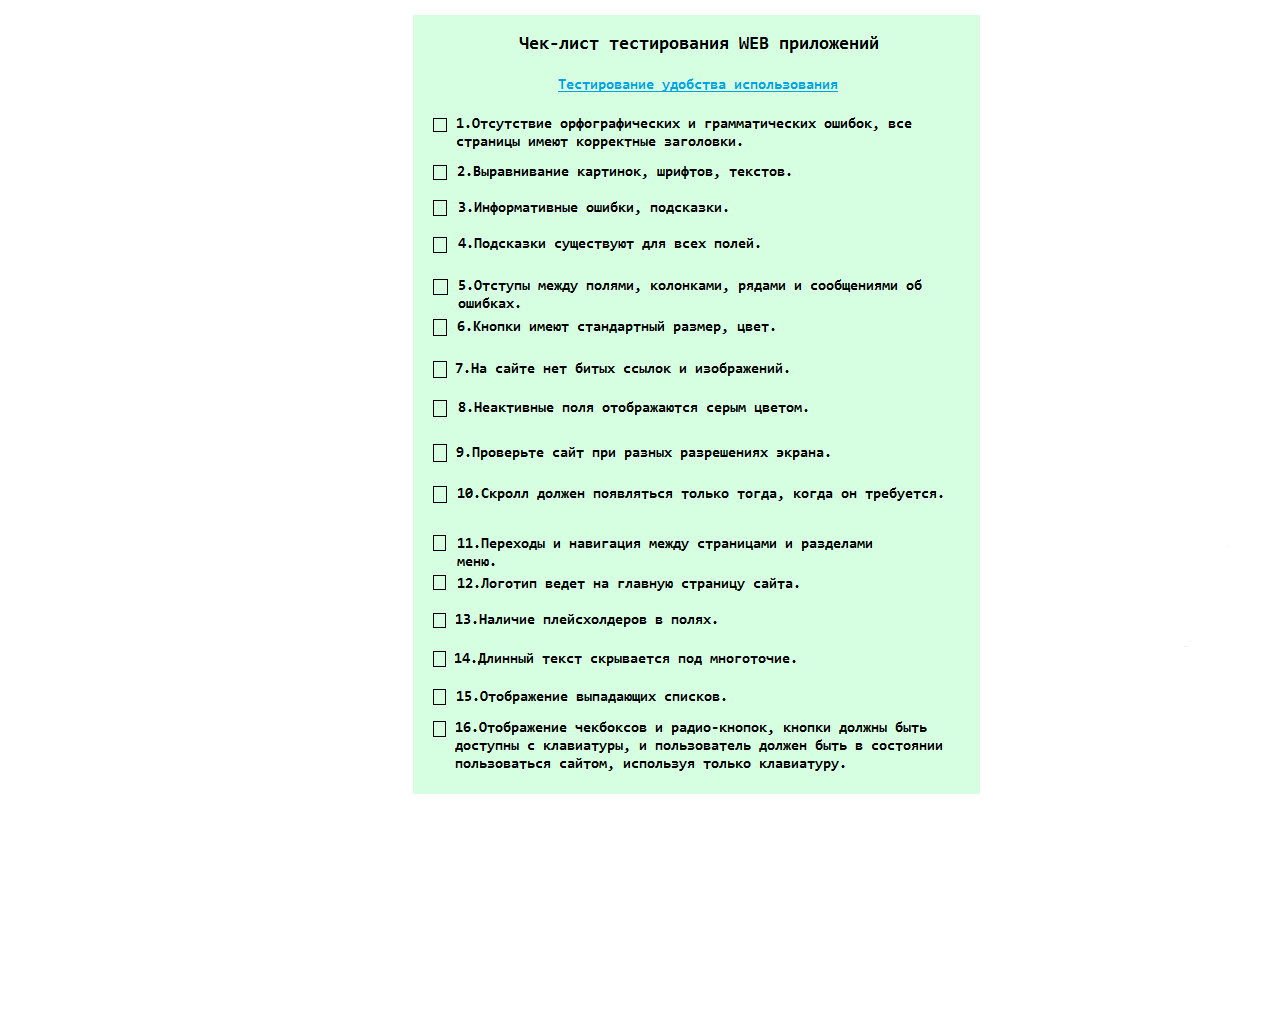 Чек-лист тестирования WEB приложений
Тестирование удобства использования
1.Отсутствие орфографических и грамматических ошибок, все
страницы имеют корректные заголовки.
2.Выравнивание картинок, шрифтов, текстов.
3.Информативные ошибки, подсказки.
4.Подсказки существуют для всех полей.
5.Отступы между полями, колонками, рядами и сообщениями об
ошибках.
6.Кнопки имеют стандартный размер, цвет.
7.На сайте нет битых ссылок и изображений.
8.Неактивные поля отображаются серым цветом.
9.Проверьте сайт при разных разрешениях экрана.
10.Скролл должен появляться только тогда, когда он требуется.
11.Переходы и навигация между страницами и разделами
меню.
12.Логотип ведет на главную страницу сайта.
13.Наличие плейсхолдеров в полях.
14.Длинный текст скрывается под многоточие.
15.Отображение выпадающих списков.
16.Отображение чекбоксов и радио-кнопок, кнопки должны быть
доступны с клавиатуры, и пользователь должен быть в состоянии
пользоваться сайтом, используя только клавиатуру.